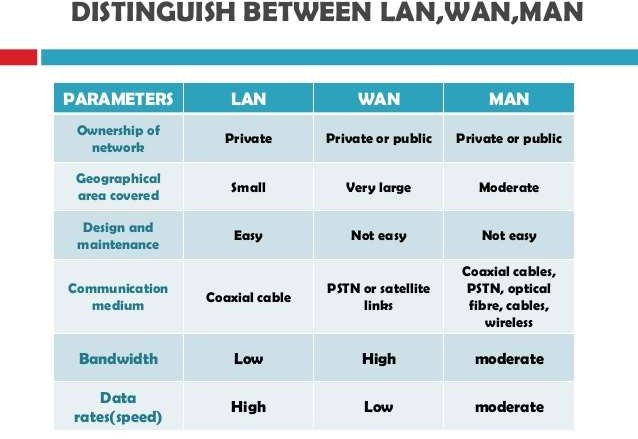 DISTINGUISH BETWEEN LAN,WAN,MAN
PARAMETERS LAN WAN MAN
Ownership of
network
Private Private or public Private or public
Geographical
area covered
Small Very large Moderate
Design and
maintenance
Easy Not easy Not easy
Communication
medium
Coaxial cable
PSTN or satellite
links
Coaxial cables,
PSTN, optical
fibre, cables,
wireless
Bandwidth Low High moderate
Data
rates(speed)
High Low moderate